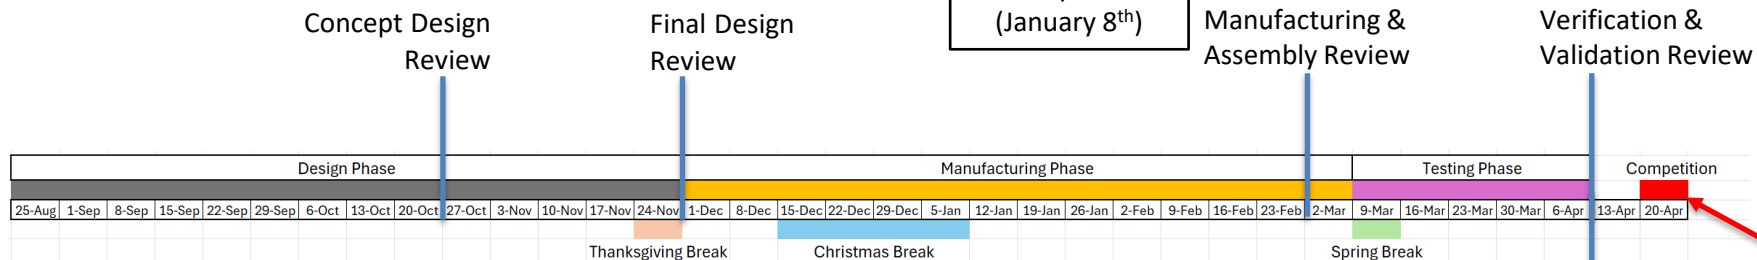 Concept Design
Review
Final Design
Review
(January 8th)
Manufacturing &
Assembly Review
Verification &
Validation Review
Design Phase
Manufacturing Phase
Testing Phase
Competition
25-Aug 1-Sep 8-Sep 15-Sep 22-Sep 29-Sep 6-Oct 13-Oct 20-Oct 27-Oct 3-Nov 10-Nov 17-Nov 24-Nov 1-Dec 8-Dec 15-Dec 22-Dec 29-Dec 5-Jan 12-Jan 19-Jan 26-Jan 2-Feb 9-Feb 16-Feb 23-Feb 2-Mar 9-Mar 16-Mar 23-Mar 30-Mar 6-Apr 13-Apr 20-Apr
Thanksgiving Break
Christmas Break
Spring Break